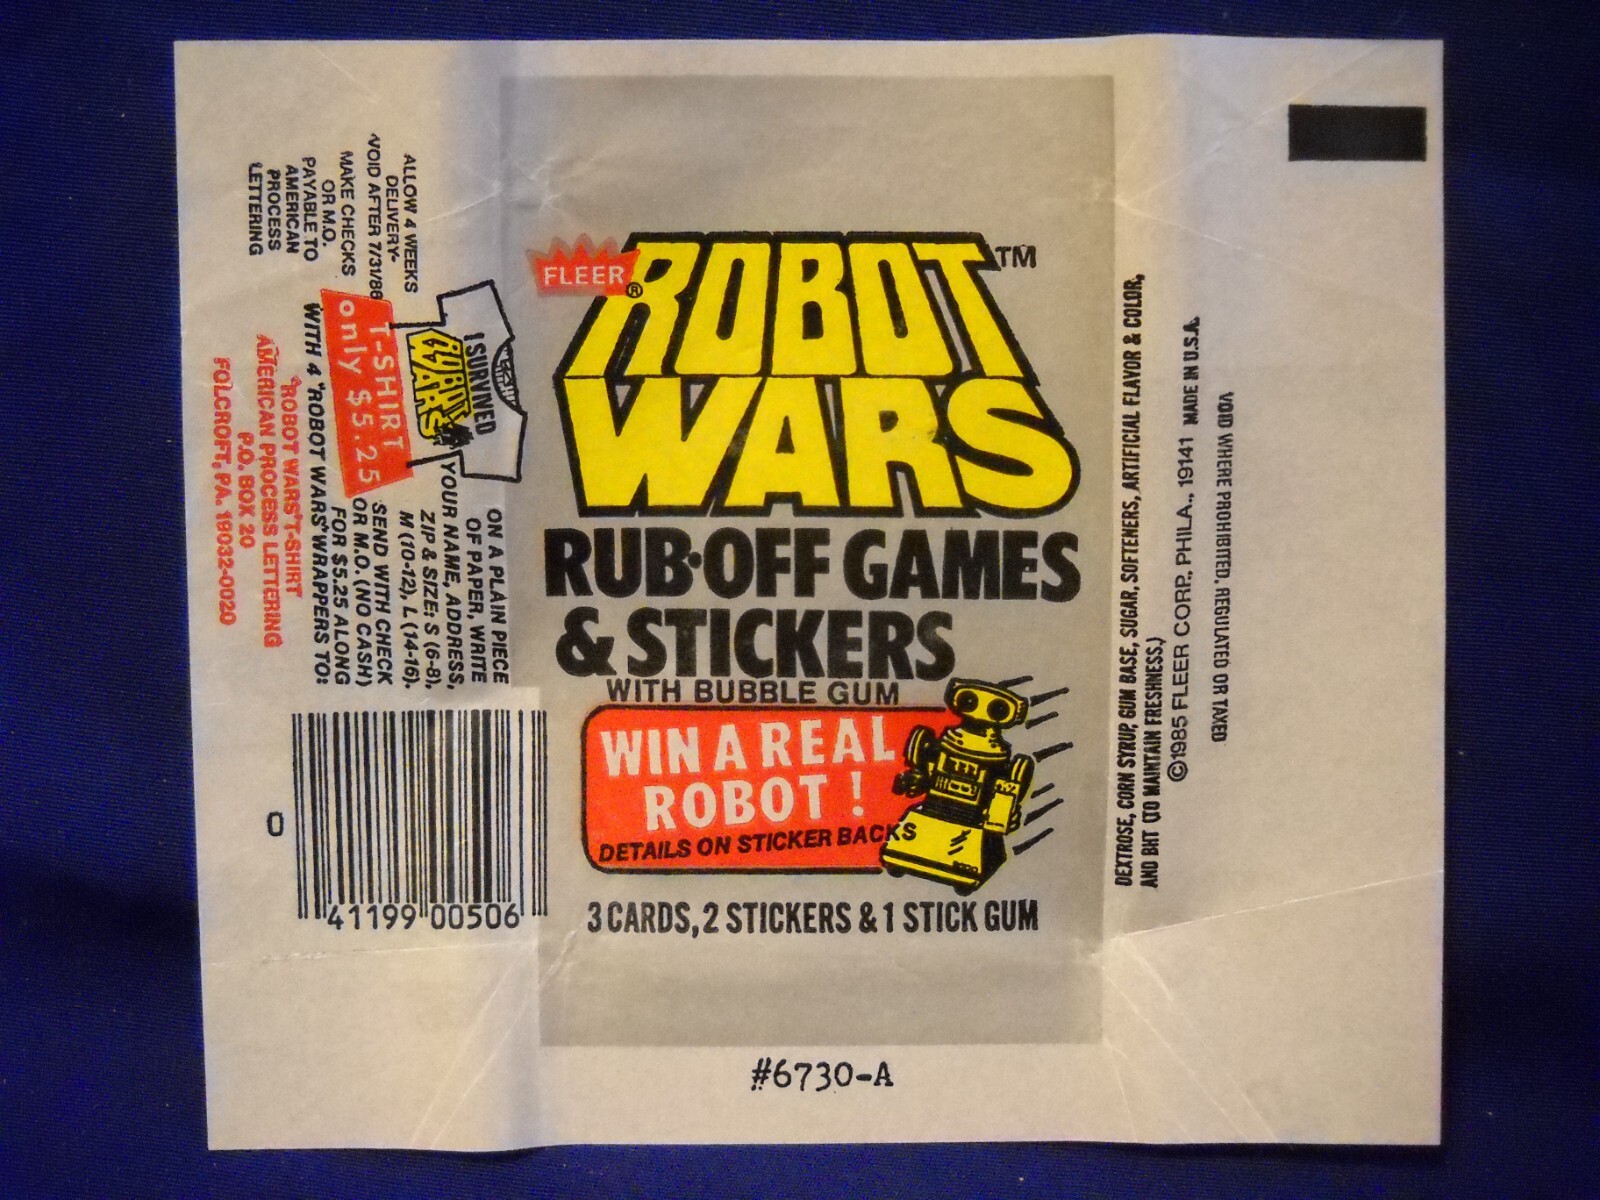 FLEER®
ROBOT™
WARS
RUB·OFF GAMES
& STICKERS
WITH BUBBLE GUM
WIN A REAL
ROBOT !
DETAILS ON STICKER BACKS
3 CARDS, 2 STICKERS & 1 STICK GUM
#6730-A
I SURVIVED
ROBOT
WARS
T-SHIRT
only $5.25
ON A PLAIN PIECE
OF PAPER, WRITE
YOUR NAME, ADDRESS,
ZIP & SIZE: S (6-8),
M (10-12), L (14-16).
SEND WITH CHECK
OR M.O. (NO CASH)
FOR $5.25 ALONG
WITH 4 "ROBOT WARS" WRAPPERS TO:
"ROBOT WARS" T-SHIRT
AMERICAN PROCESS LETTERING
P.O. BOX 20
FOLCROFT, PA. 19032-0020
ALLOW 4 WEEKS
DELIVERY-
VOID AFTER 7/31/86
MAKE CHECKS
OR M.O.
PAYABLE TO
AMERICAN
PROCESS
LETTERING
0
41199 00506
DEXTROSE, CORN SYRUP, GUM BASE, SUGAR, SOFTENERS, ARTIFICIAL FLAVOR & COLOR,
AND BHT (TO MAINTAIN FRESHNESS.)
©1985 FLEER CORP., PHILA., 19141 MADE IN U.S.A.
VOID WHERE PROHIBITED, REGULATED OR TAXED